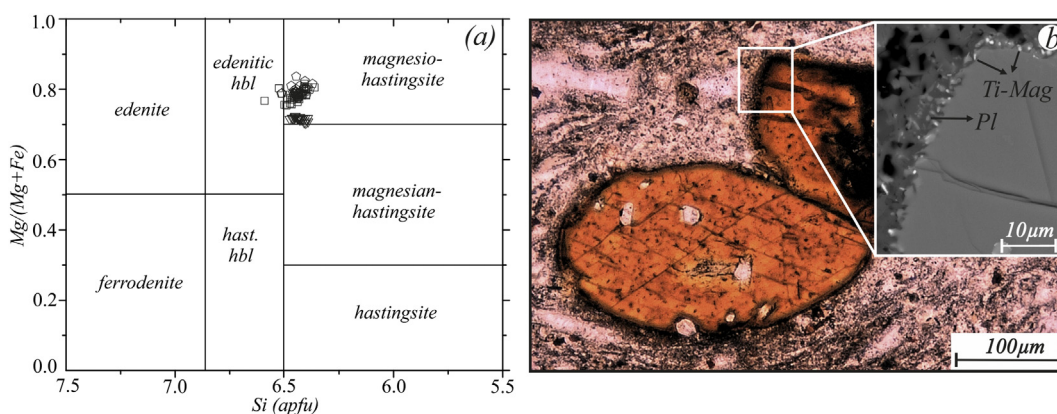 (a)
Mg/(Mg+Fe)
1.0
0.8
0.6
0.4
0.2
0.0
edenite
edenitic
hbl
magnesio-
hastingsite
magnesian-
hastingsite
ferrodenite
hast.
hbl
hastingsite
7.5
7.0
6.5
6.0
5.5
Si (apfu)
b
Ti-Mag
Pl
10μm
100μm